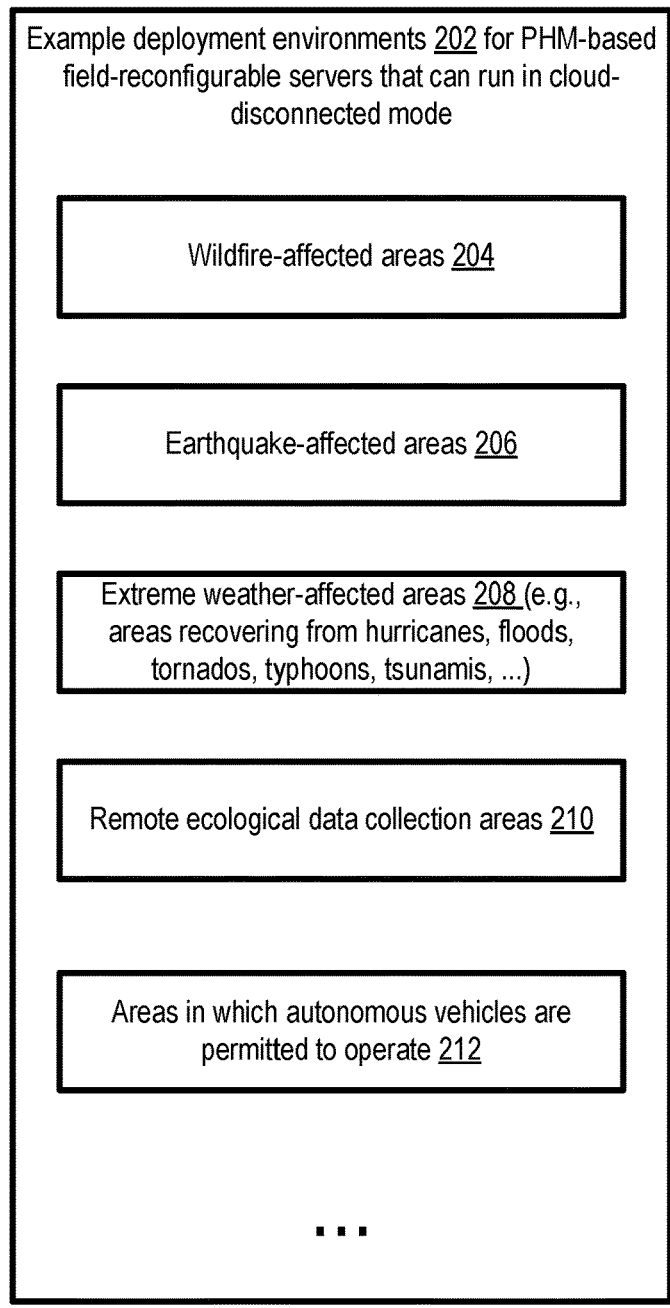 Example deployment environments 202 for PHM-based
field-reconfigurable servers that can run in cloud-
disconnected mode
Wildfire-affected areas 204
Earthquake-affected areas 206
Extreme weather-affected areas 208 (e.g.,
areas recovering from hurricanes, floods,
tornados, typhoons, tsunamis, ...)
Remote ecological data collection areas 210
Areas in which autonomous vehicles are
permitted to operate 212
...